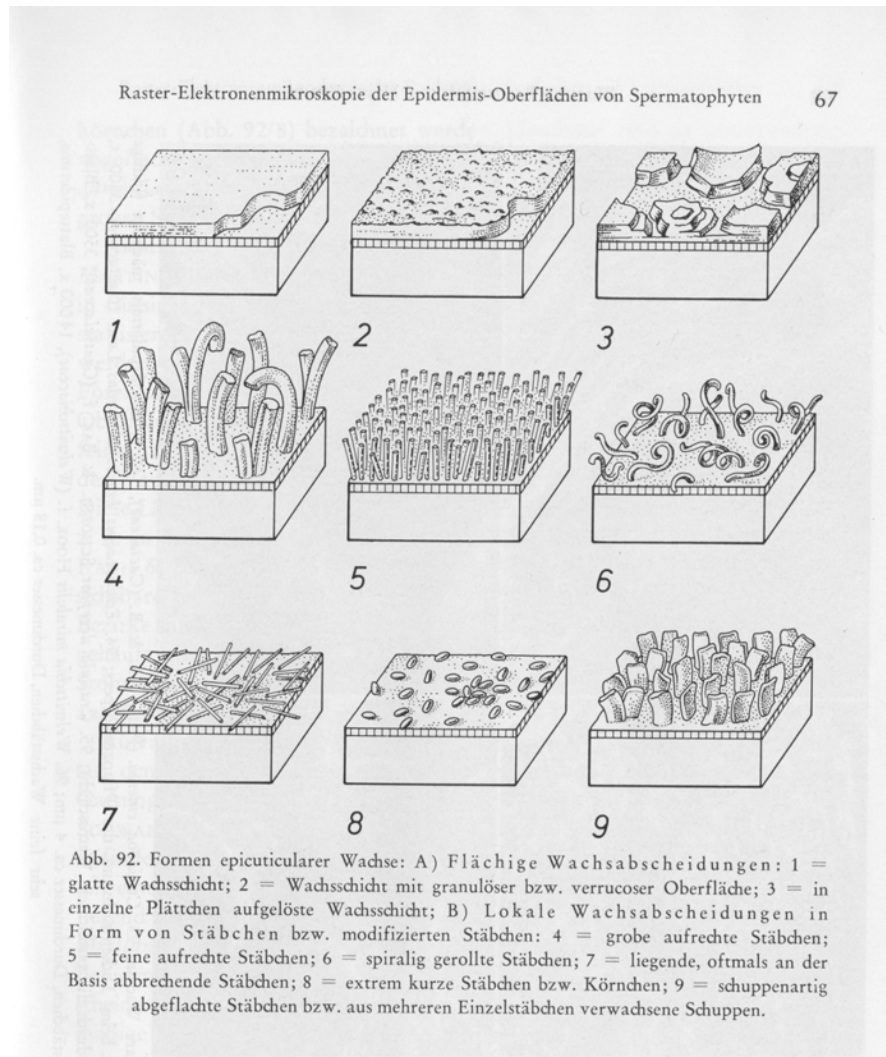 Raster-Elektronenmikroskopie der Epidermis-Oberflächen von Spermatophyten 67
1
2
3
4
5
6
7
8
9
Abb. 92. Formen epicuticularer Wachse: A) Flächige Wachsabscheidungen: 1 =
glatte Wachsschicht; 2 = Wachsschicht mit granulöser bzw. verrucoser Oberfläche; 3 = in
einzelne Plättchen aufgelöste Wachsschicht; B) Lokale Wachsabscheidungen in
Form von Stäbchen bzw. modifizierten Stäbchen: 4 = grobe aufrechte Stäbchen;
5 = feine aufrechte Stäbchen; 6 = spiralig gerollte Stäbchen; 7 = liegende, oftmals an der
Basis abbrechende Stäbchen; 8 = extrem kurze Stäbchen bzw. Körnchen; 9 = schuppenartig
abgeflachte Stäbchen bzw. aus mehreren Einzelstäbchen verwachsene Schuppen.